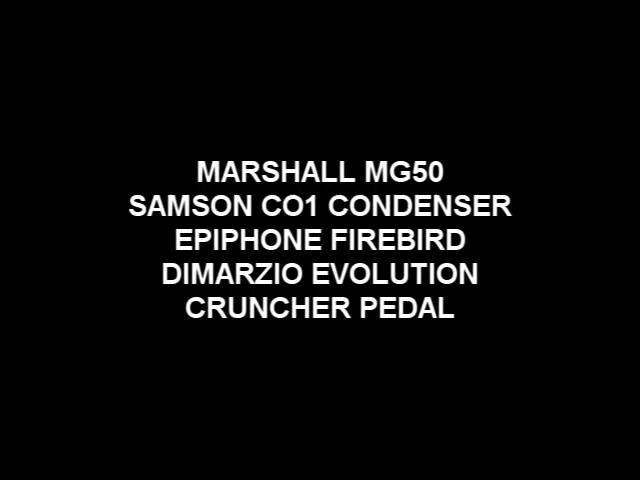 MARSHALL MG50
SAMSON CO1 CONDENSER
EPIPHONE FIREBIRD
DIMARZIO EVOLUTION
CRUNCHER PEDAL